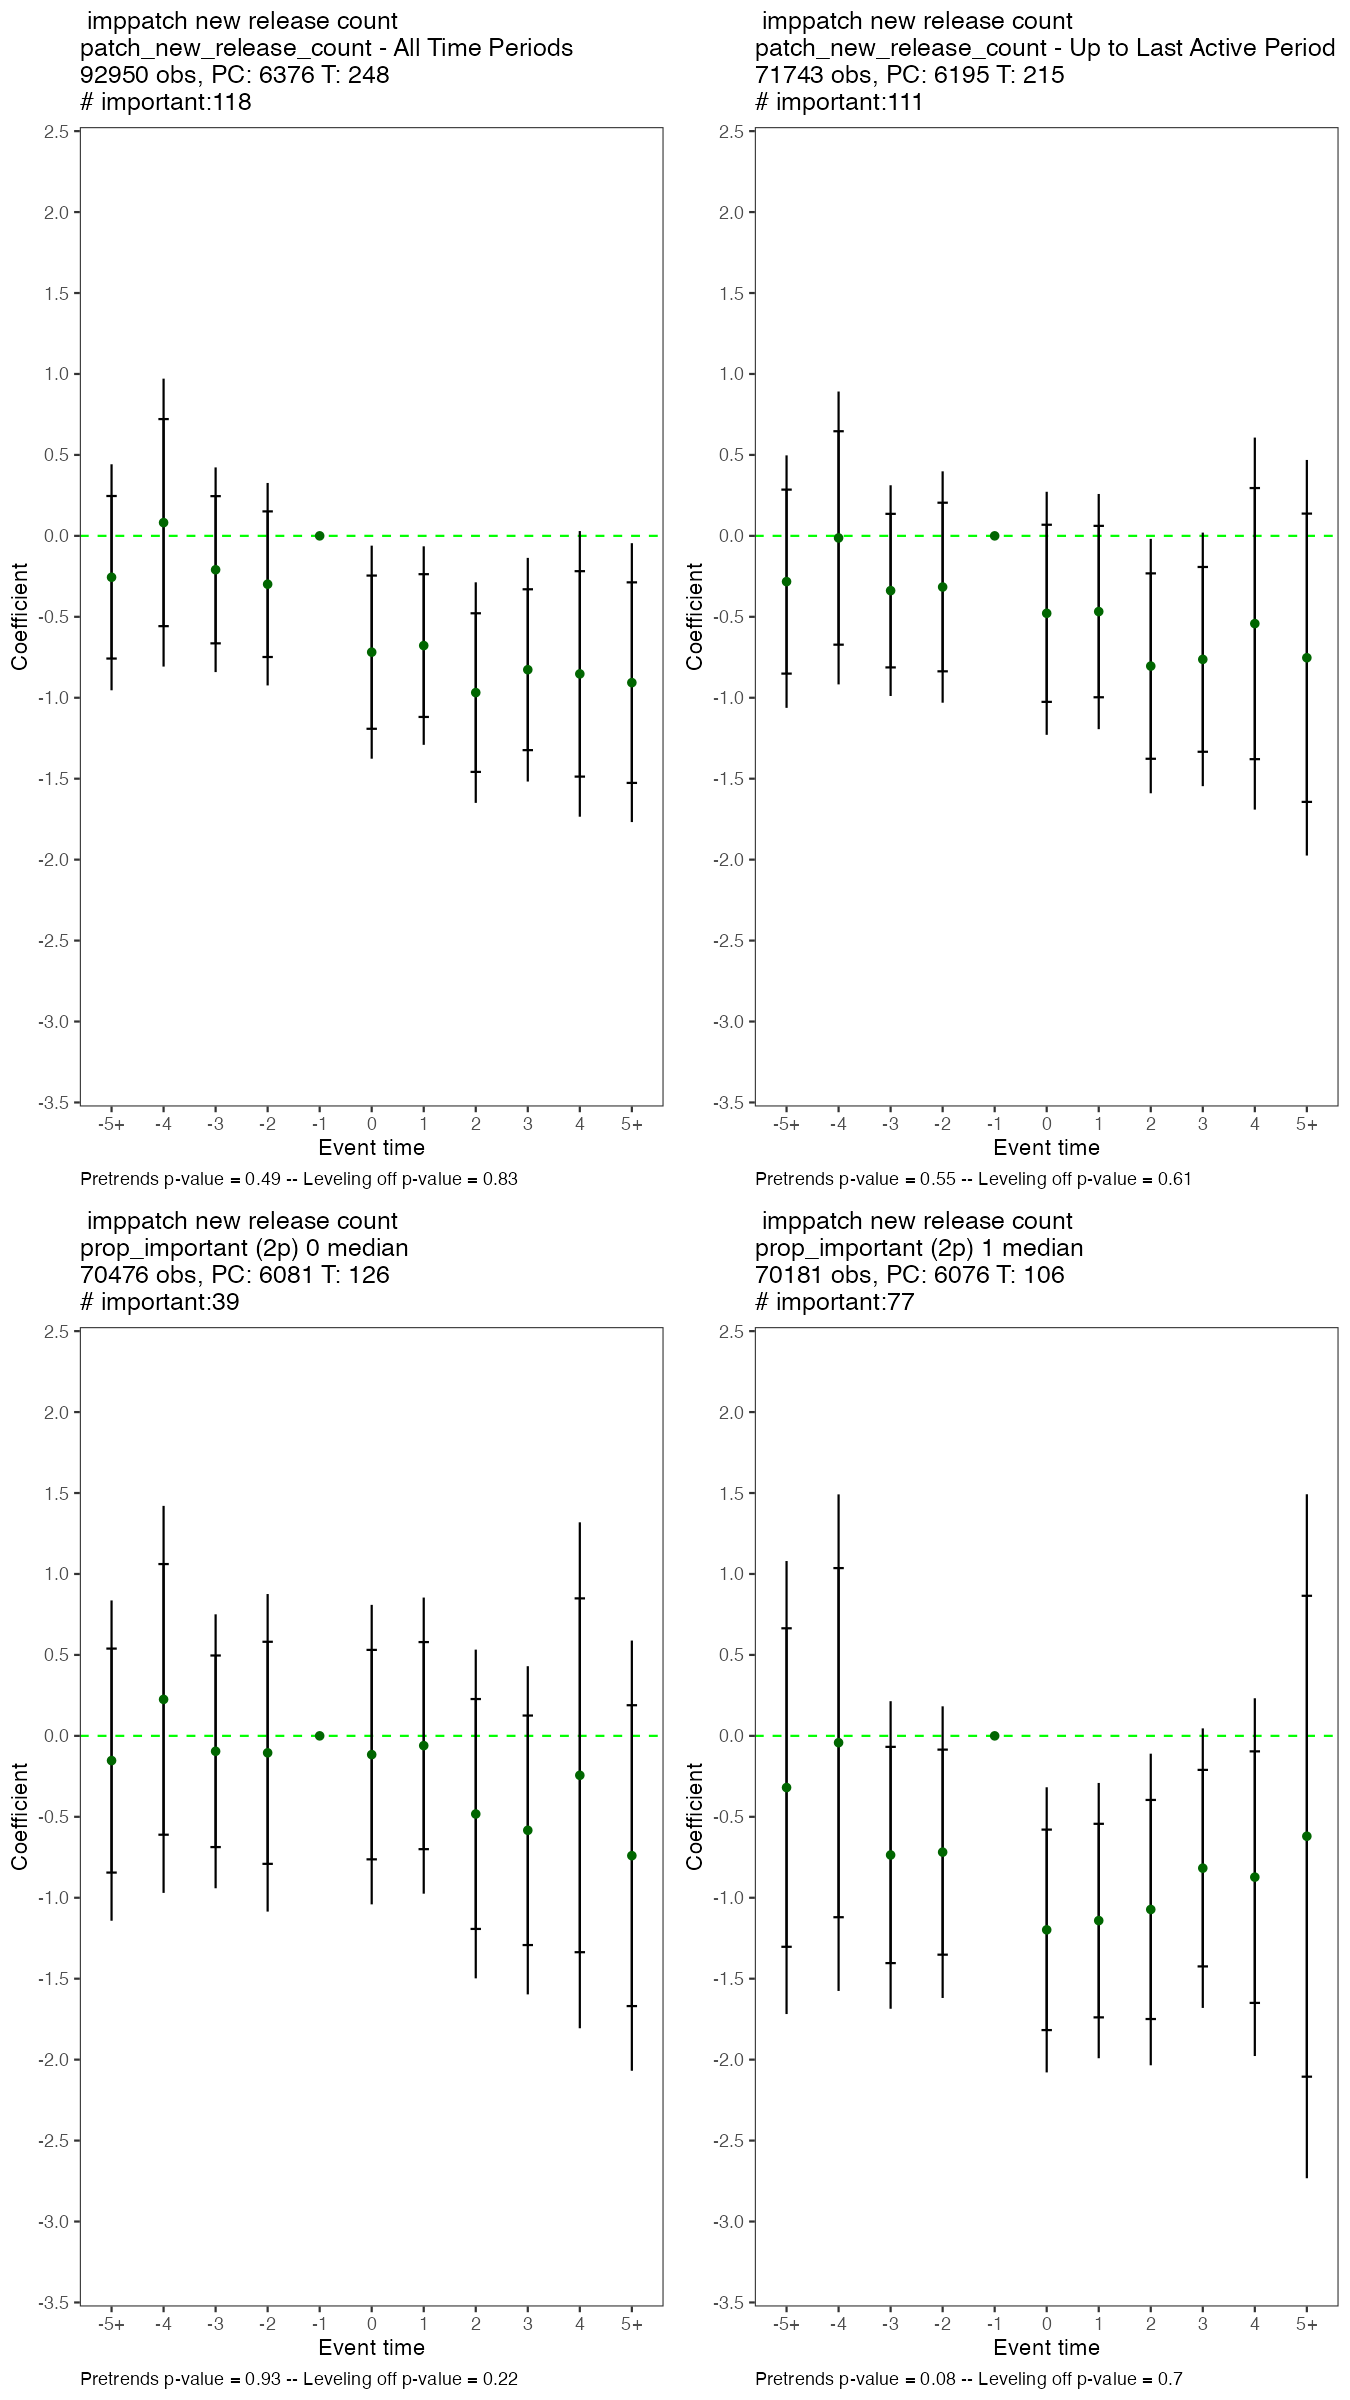 imppatch new release count
patch_new_release_count - All Time Periods
92950 obs, PC: 6376 T: 248
# important:118
2.5
2.0
1.5
1.0
0.5
0.0
-0.5
-1.0
-1.5
-2.0
-2.5
-3.0
-3.5
Coefficient
-5+ -4 -3 -2 -1 0 1 2 3 4 5+
Event time
Pretrends p-value = 0.49 -- Leveling off p-value = 0.83
imppatch new release count
patch_new_release_count - Up to Last Active Period
71743 obs, PC: 6195 T: 215
# important:111
2.5
2.0
1.5
1.0
0.5
0.0
-0.5
-1.0
-1.5
-2.0
-2.5
-3.0
-3.5
Coefficient
-5+ -4 -3 -2 -1 0 1 2 3 4 5+
Event time
Pretrends p-value = 0.55 -- Leveling off p-value = 0.61
imppatch new release count
prop_important (2p) 0 median
70476 obs, PC: 6081 T: 126
# important:39
2.5
2.0
1.5
1.0
0.5
0.0
-0.5
-1.0
-1.5
-2.0
-2.5
-3.0
-3.5
Coefficient
-5+ -4 -3 -2 -1 0 1 2 3 4 5+
Event time
Pretrends p-value = 0.93 -- Leveling off p-value = 0.22
imppatch new release count
prop_important (2p) 1 median
70181 obs, PC: 6076 T: 106
# important:77
2.5
2.0
1.5
1.0
0.5
0.0
-0.5
-1.0
-1.5
-2.0
-2.5
-3.0
-3.5
Coefficient
-5+ -4 -3 -2 -1 0 1 2 3 4 5+
Event time
Pretrends p-value = 0.08 -- Leveling off p-value = 0.7